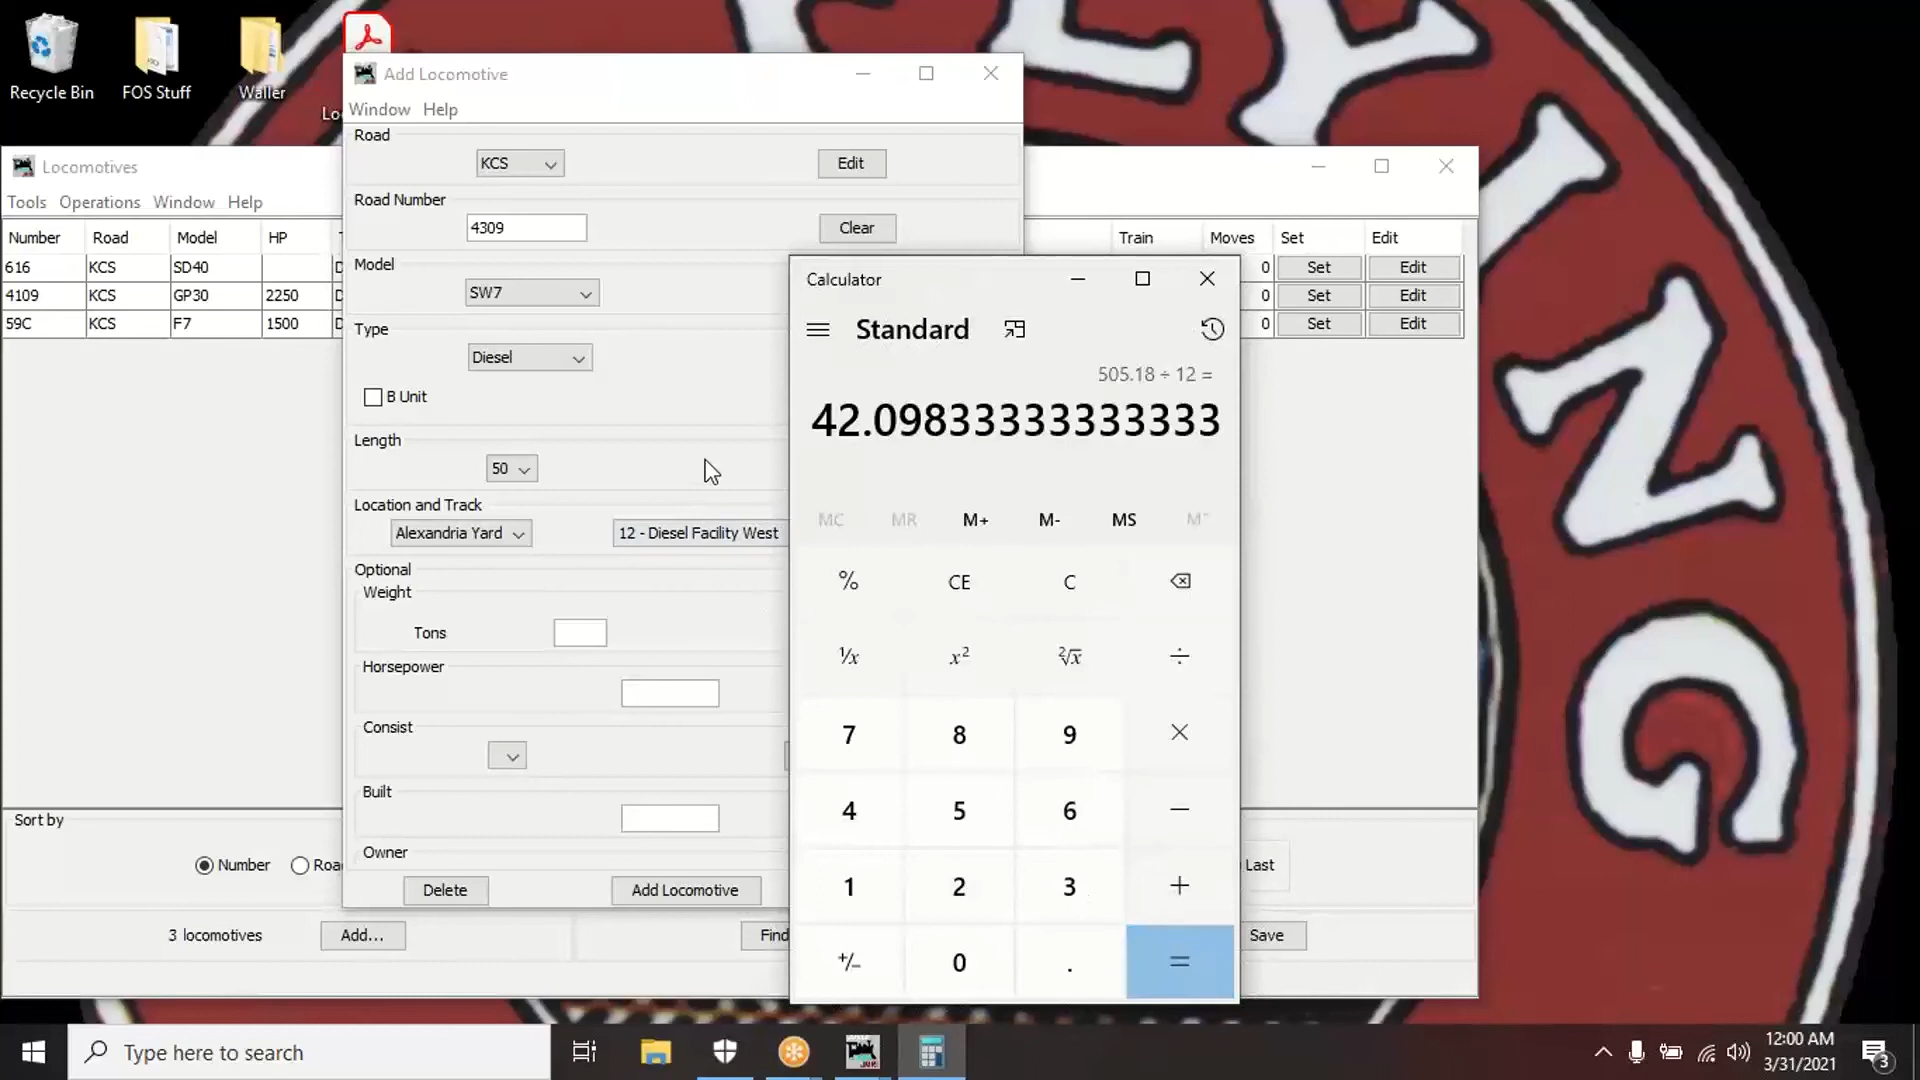 Recycle Bin
FOS Stuff
Waller
Lo
Add Locomotive
Window Help
Road
KCS
Edit
Road Number
4309
Clear
Model
SW7
Type
Diesel
B Unit
Length
50
Location and Track
Alexandria Yard
12 - Diesel Facility West
Optional
Weight
Tons
Horsepower
Consist
Built
Owner
Delete
Add Locomotive
Locomotives
Tools Operations Window Help
Number Road Model HP Train Moves Set Edit
616 KCS SD40 D 0 Set Edit
4109 KCS GP30 2250 D 0 Set Edit
59C KCS F7 1500 D 0 Set Edit
Sort by
Number
Roa
Last
3 locomotives
Add...
Find
Save
Calculator
Standard
505.18 ÷ 12 =
42.09833333333333
MC MR M+ M- MS M˅
% CE C
¹/x x² ²√x ÷
7 8 9 ×
4 5 6 −
1 2 3 +
+/− 0 . =
EYING
Type here to search
12:00 AM
3/31/2021
3